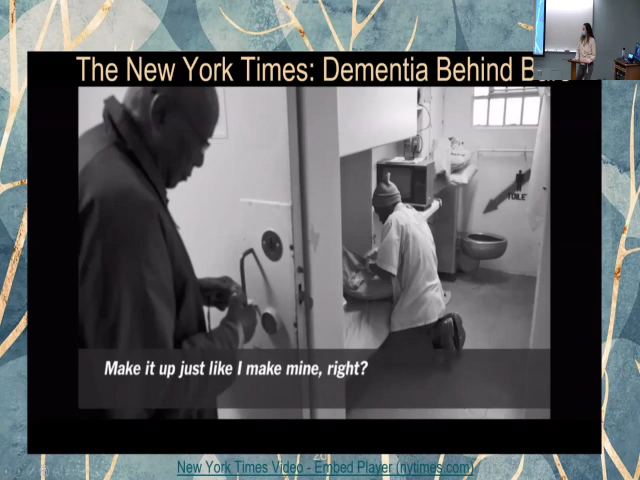 The New York Times: Dementia Behind
Make it up just like I make mine, right?
New York Times Video - Embed Player (nytimes.com)